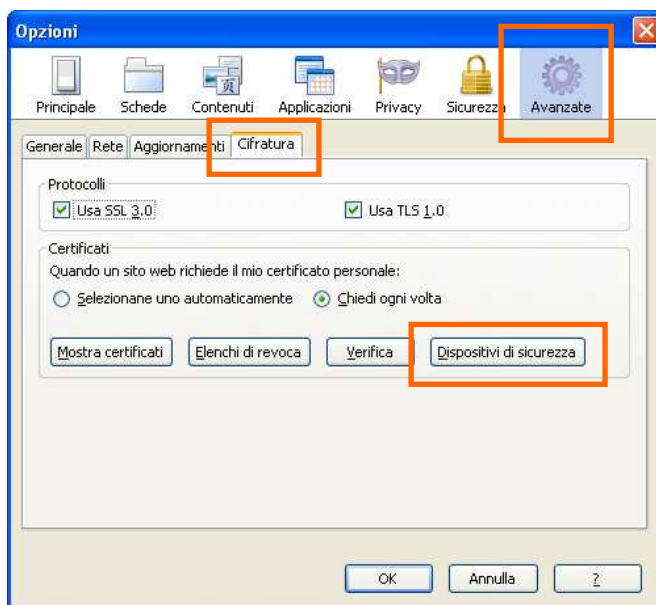 Opzioni
Principale Schede Contenuti Applicazioni Privacy Sicurezza Avanzate
Generale Rete Aggiornamenti Cifratura
Protocolli
Usa SSL 3.0 Usa TLS 1.0
Certificati
Quando un sito web richiede il mio certificato personale:
Selezionane uno automaticamente Chiedi ogni volta
Mostra certificati Elenchi di revoca Verifica Dispositivi di sicurezza
OK Annulla ?